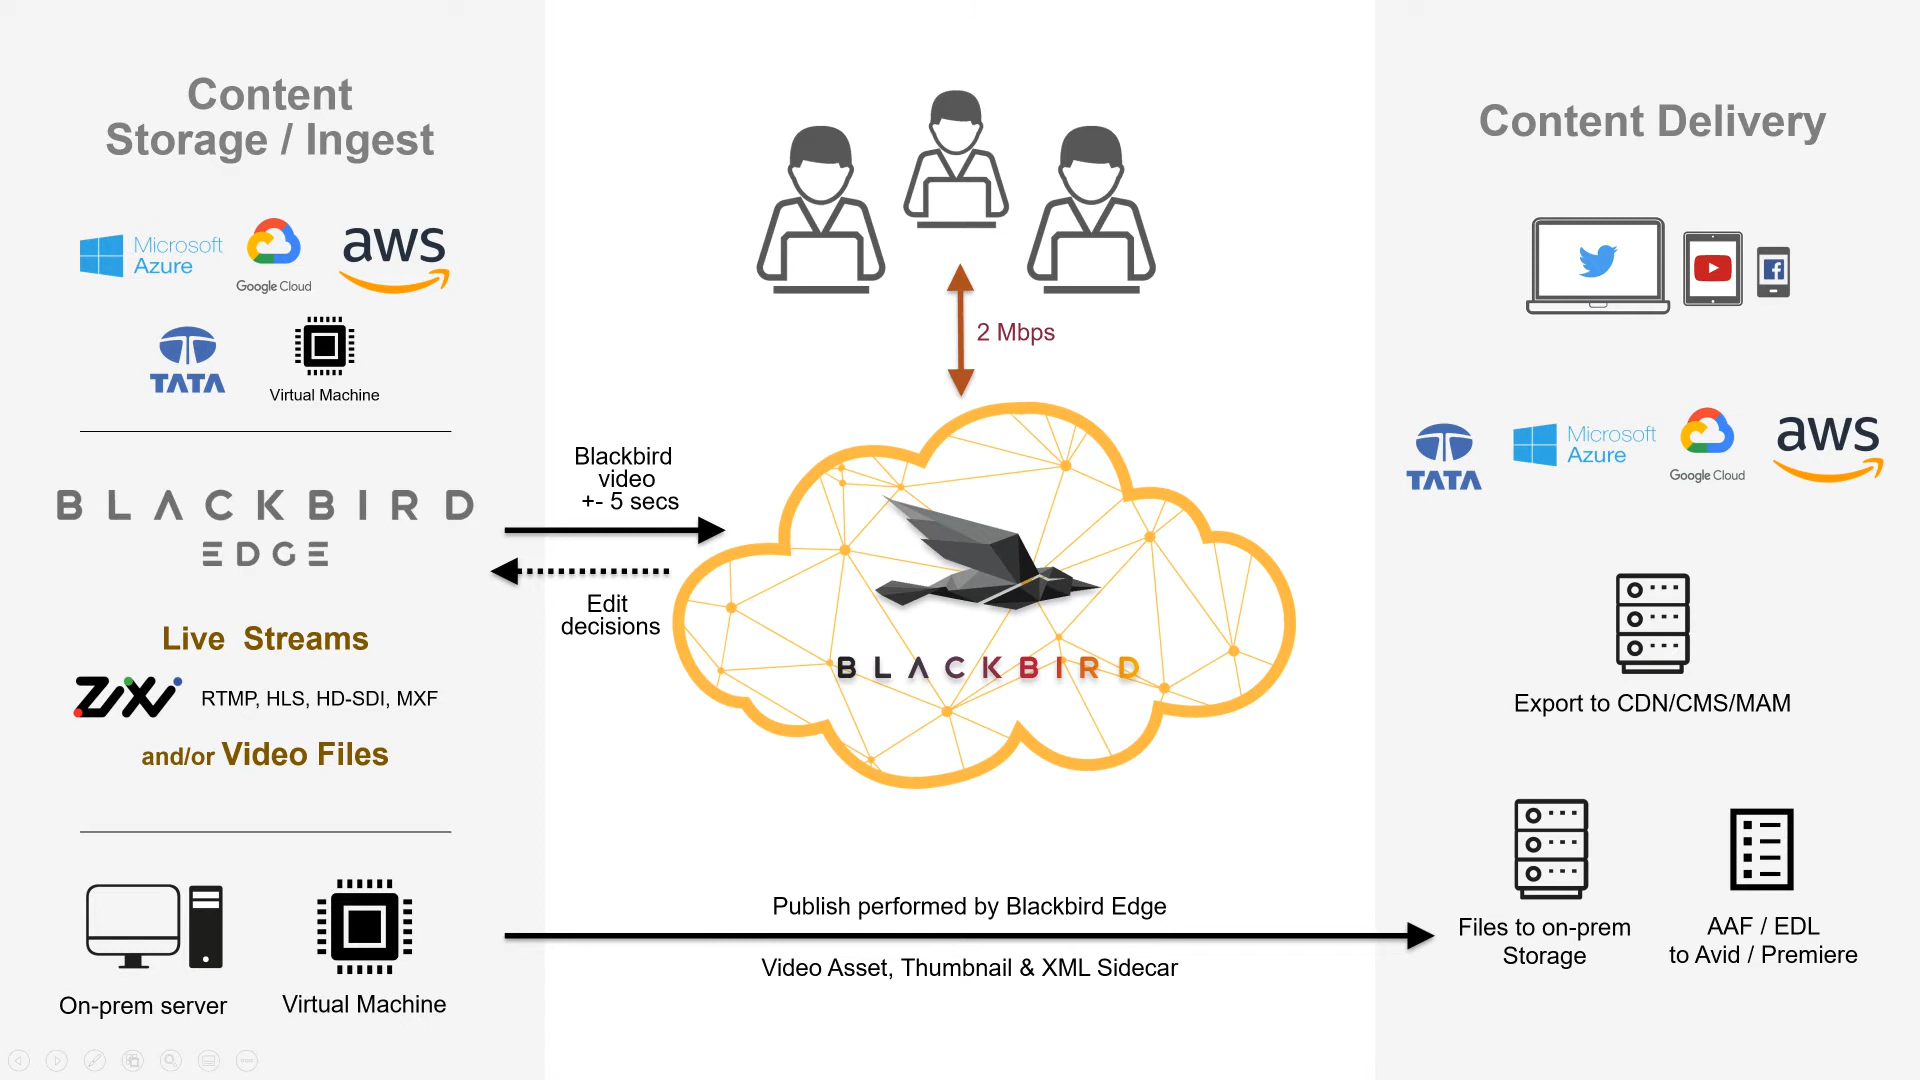 Content
Storage / Ingest
Microsoft
Azure
Google Cloud
aws
TATA
Virtual Machine
BLACKBIRD
EDGE
Live Streams
ZiXi
RTMP, HLS, HD-SDI, MXF
and/or Video Files
On-prem server
Virtual Machine
2 Mbps
Blackbird
video
+- 5 secs
Edit
decisions
BLACKBIRD
Publish performed by Blackbird Edge
Video Asset, Thumbnail & XML Sidecar
Content Delivery
f
TATA
Microsoft
Azure
Google Cloud
aws
Export to CDN/CMS/MAM
Files to on-prem
Storage
AAF / EDL
to Avid / Premiere